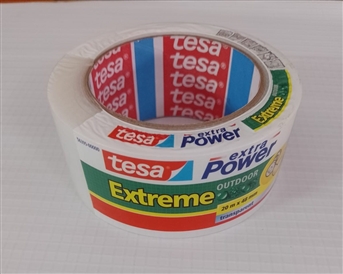 tesa
tesa
tesa
tesa
tesa
tesa
extra
Power
Extreme
tesa
extra
Power
Extreme
OUTDOOR
20 m x 48 mm
transparent